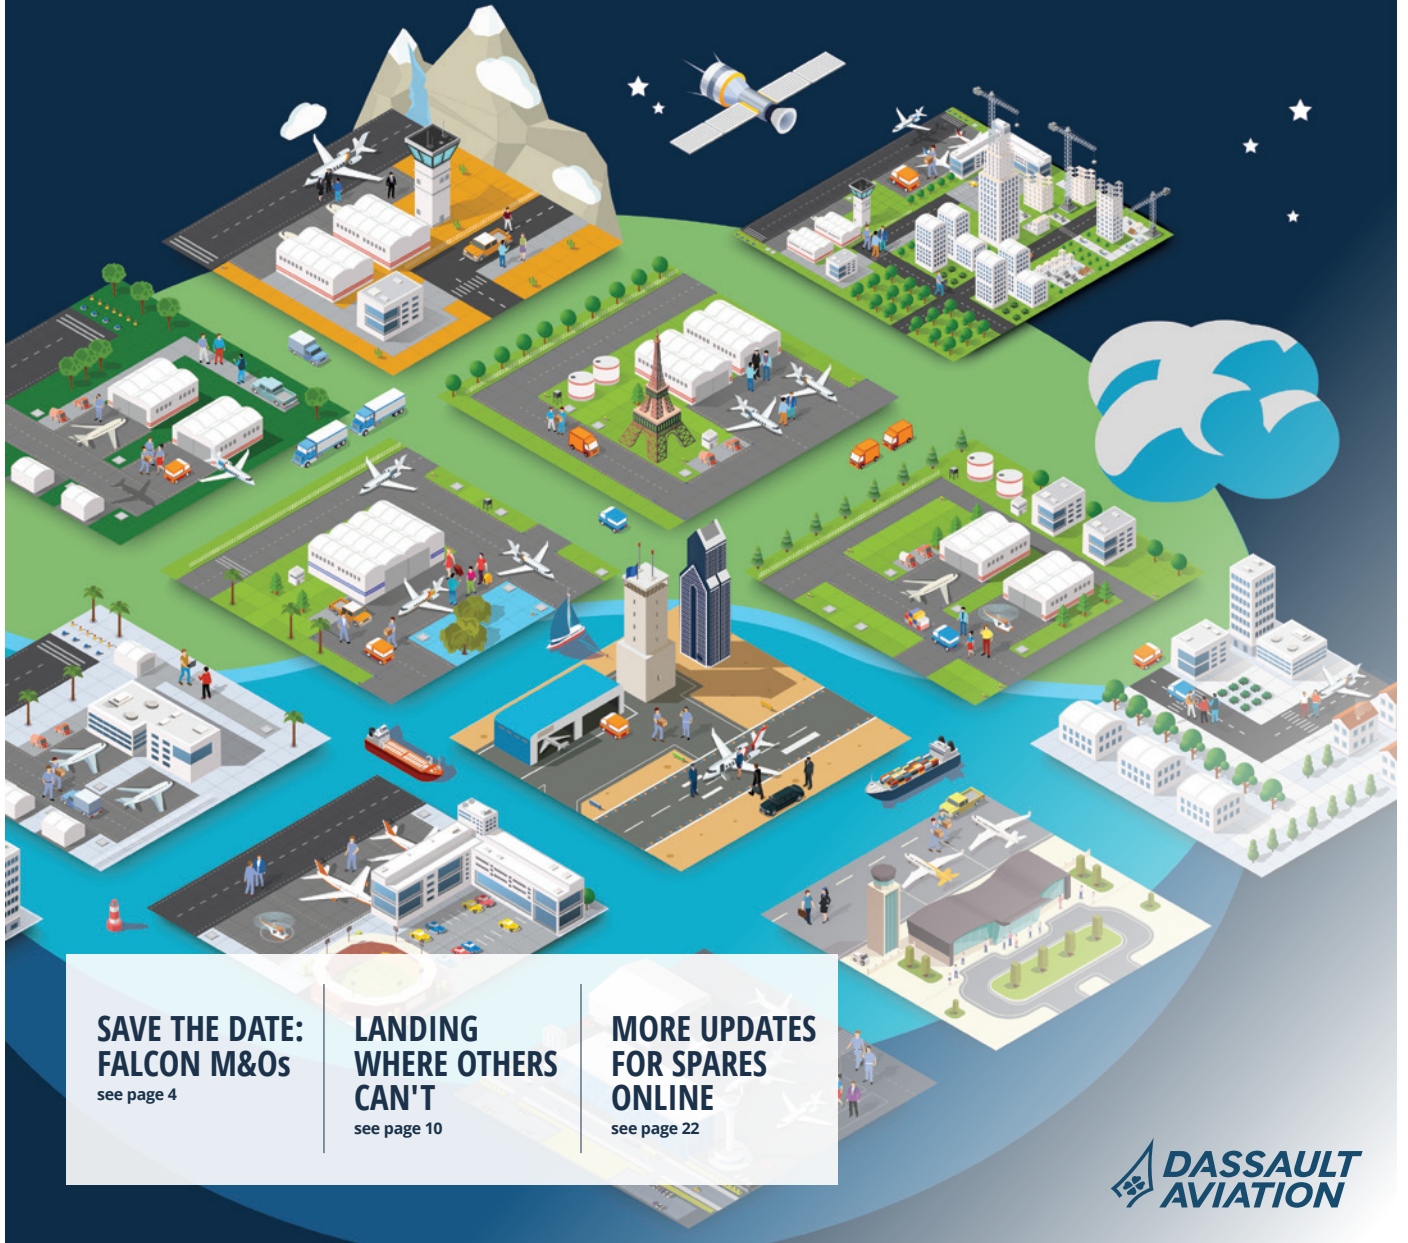 SAVE THE DATE:
FALCON M&Os
see page 4
LANDING
WHERE OTHERS
CAN'T
see page 10
MORE UPDATES
FOR SPARES
ONLINE
see page 22
DASSAULT
AVIATION